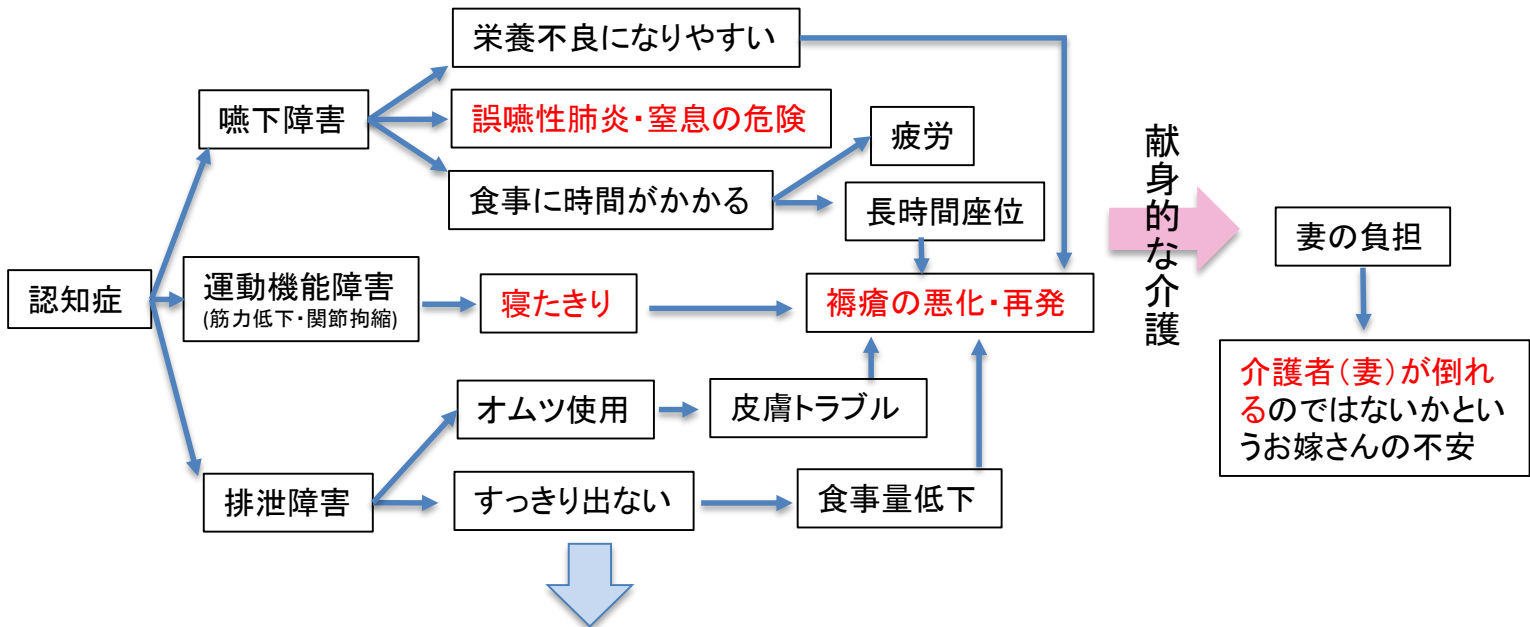 栄養不良になりやすい
嚥下障害
誤嚥性肺炎・窒息の危険
疲労
食事に時間がかかる
長時間座位
献身的な介護
妻の負担
認知症
運動機能障害
(筋力低下・関節拘縮)
寝たきり
褥瘡の悪化・再発
介護者（妻）が倒れ
るのではないかとい
うお嫁さんの不安
オムツ使用
皮膚トラブル
排泄障害
すっきり出ない
食事量低下